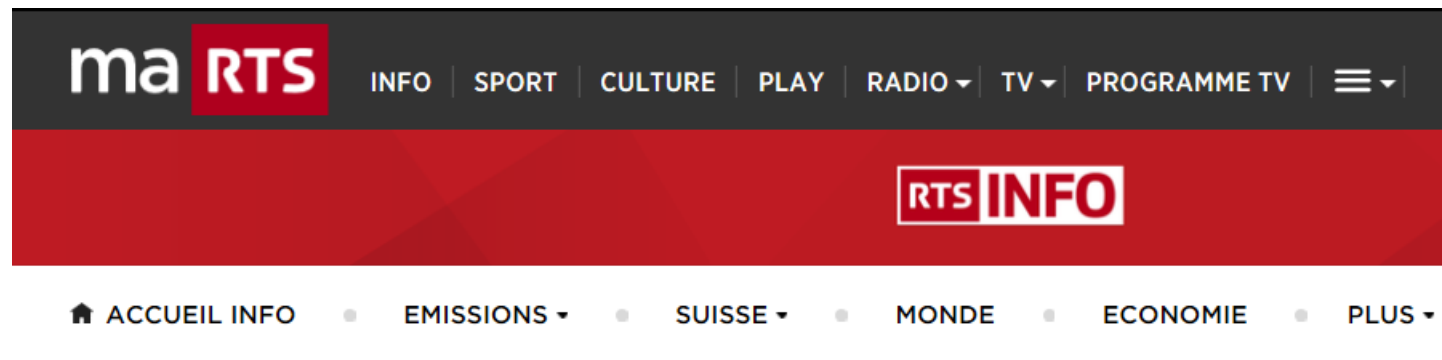 ma RTS INFO SPORT CULTURE PLAY RADIO TV PROGRAMME TV
RTS INFO
ACCUEIL INFO EMISSIONS SUISSE MONDE ECONOMIE PLUS